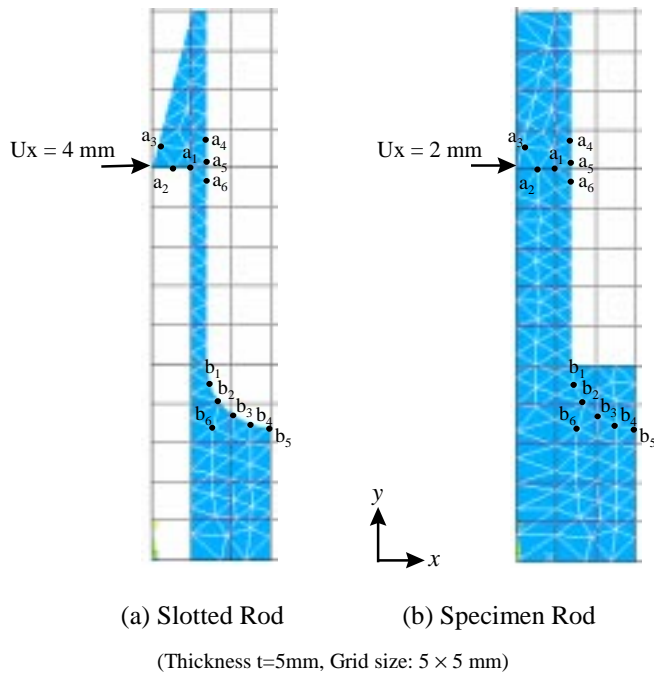 a3
a4
a1
a5
a2
a6
Ux = 4 mm
b1
b2
b3
b4
b5
b6
a3
a4
a1
a5
a2
a6
Ux = 2 mm
b1
b2
b3
b4
b5
b6
y
x
(a) Slotted Rod
(b) Specimen Rod
(Thickness t=5mm, Grid size: 5 × 5 mm)